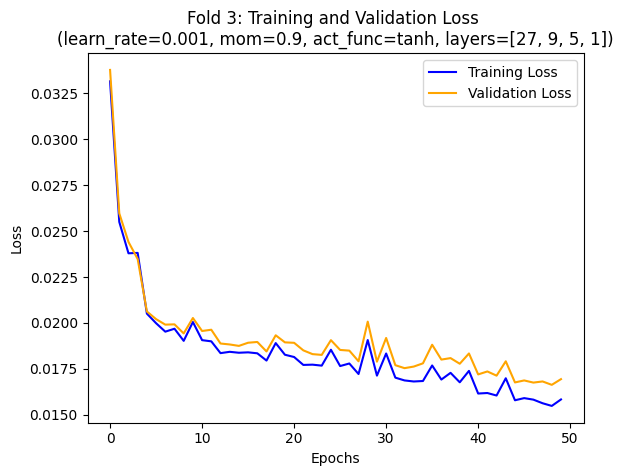 Fold 3: Training and Validation Loss
(learn_rate=0.001, mom=0.9, act_func=tanh, layers=[27, 9, 5, 1])
Training Loss
Validation Loss
Loss
0.0325
0.0300
0.0275
0.0250
0.0225
0.0200
0.0175
0.0150
0 10 20 30 40 50
Epochs